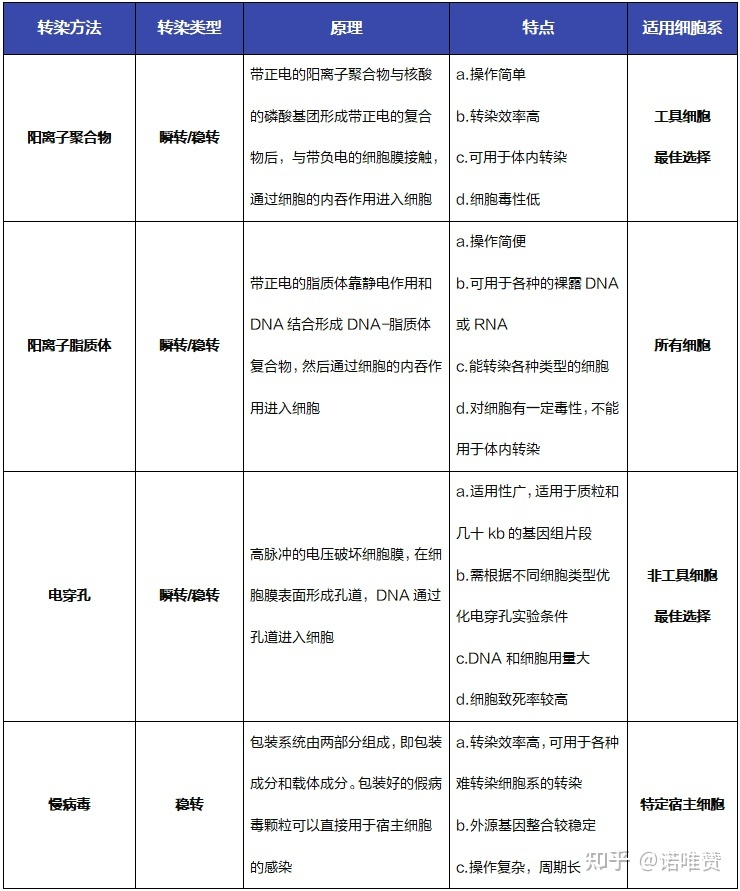 转染方法 转染类型 原理 特点 适用细胞系
阳离子聚合物
瞬转/稳转
带正电的阳离子聚合物与核酸
的磷酸基团形成带正电的复合
物后，与带负电的细胞膜接触，
通过细胞的内吞作用进入细胞
a.操作简单
b.转染效率高
c.可用于体内转染
d.细胞毒性低
工具细胞
最佳选择
阳离子脂质体
瞬转/稳转
带正电的脂质体靠静电作用和
DNA 结合形成 DNA-脂质体
复合物，然后通过细胞的内吞作
用进入细胞
a.操作简便
b.可用于各种的裸露 DNA
或 RNA
c.能转染各种类型的细胞
d.对细胞有一定毒性，不能
用于体内转染
所有细胞
电穿孔
瞬转/稳转
高脉冲的电压破坏细胞膜，在细
胞膜表面形成孔道，DNA 通过
孔道进入细胞
a.适用性广，适用于质粒和
几十 kb 的基因组片段
b.需根据不同细胞类型优
化电穿孔实验条件
c.DNA 和细胞用量大
d.细胞致死率较高
非工具细胞
最佳选择
慢病毒
稳转
包装系统由两部分组成，即包装
成分和载体成分。包装好的假病
毒颗粒可以直接用于宿主细胞
的感染
a.转染效率高，可用于各种
难转染细胞系的转染
b.外源基因整合较稳定
c.操作复杂，周期长
特定宿主细胞
知乎 @诺唯赞